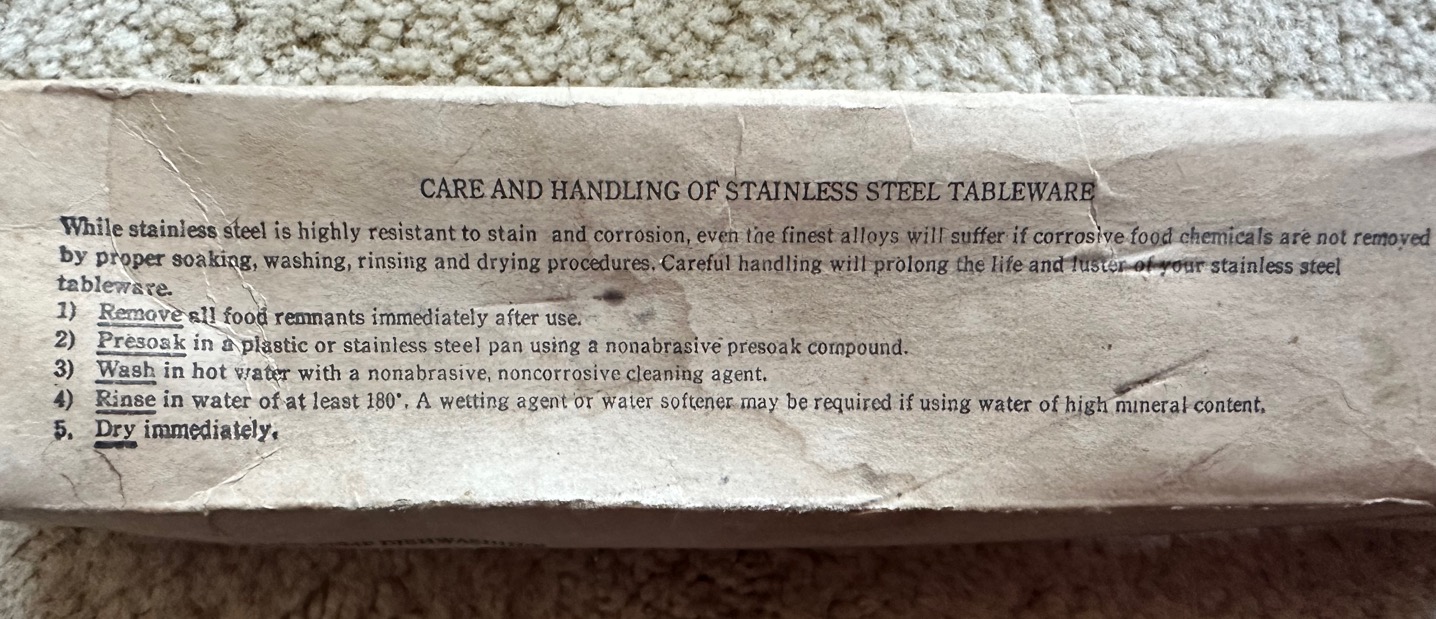 CARE AND HANDLING OF STAINLESS STEEL TABLEWARE
While stainless steel is highly resistant to stain and corrosion, even the finest alloys will suffer if corrosive food chemicals are not removed
by proper soaking, washing, rinsing and drying procedures. Careful handling will prolong the life and luster of your stainless steel
tableware.
1) Remove all food remnants immediately after use.
2) Presoak in a plastic or stainless steel pan using a nonabrasive presoak compound.
3) Wash in hot water with a nonabrasive, noncorrosive cleaning agent.
4) Rinse in water of at least 180°. A wetting agent or water softener may be required if using water of high mineral content.
5. Dry immediately.